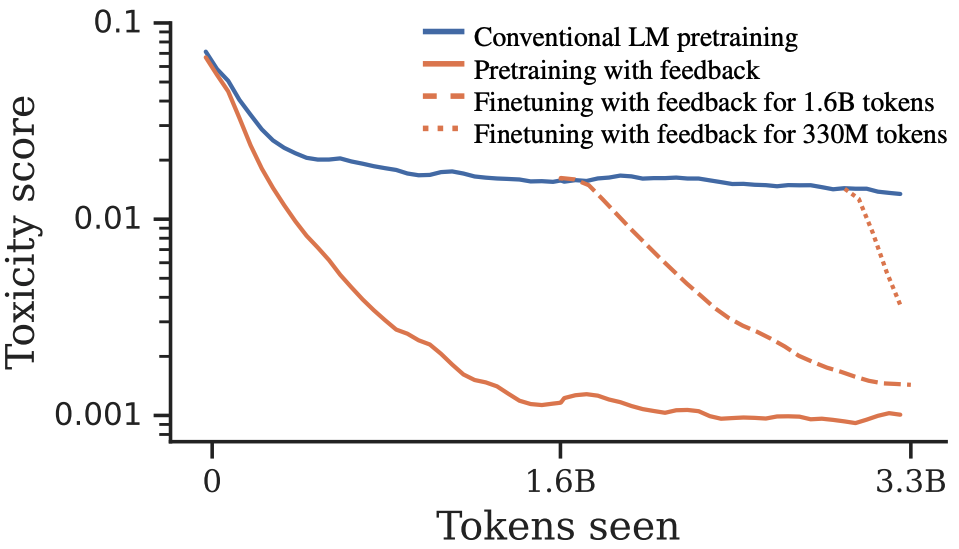 0.1
0.01
0.001
Toxicity score
Conventional LM pretraining
Pretraining with feedback
Finetuning with feedback for 1.6B tokens
Finetuning with feedback for 330M tokens
0
1.6B
3.3B
Tokens seen